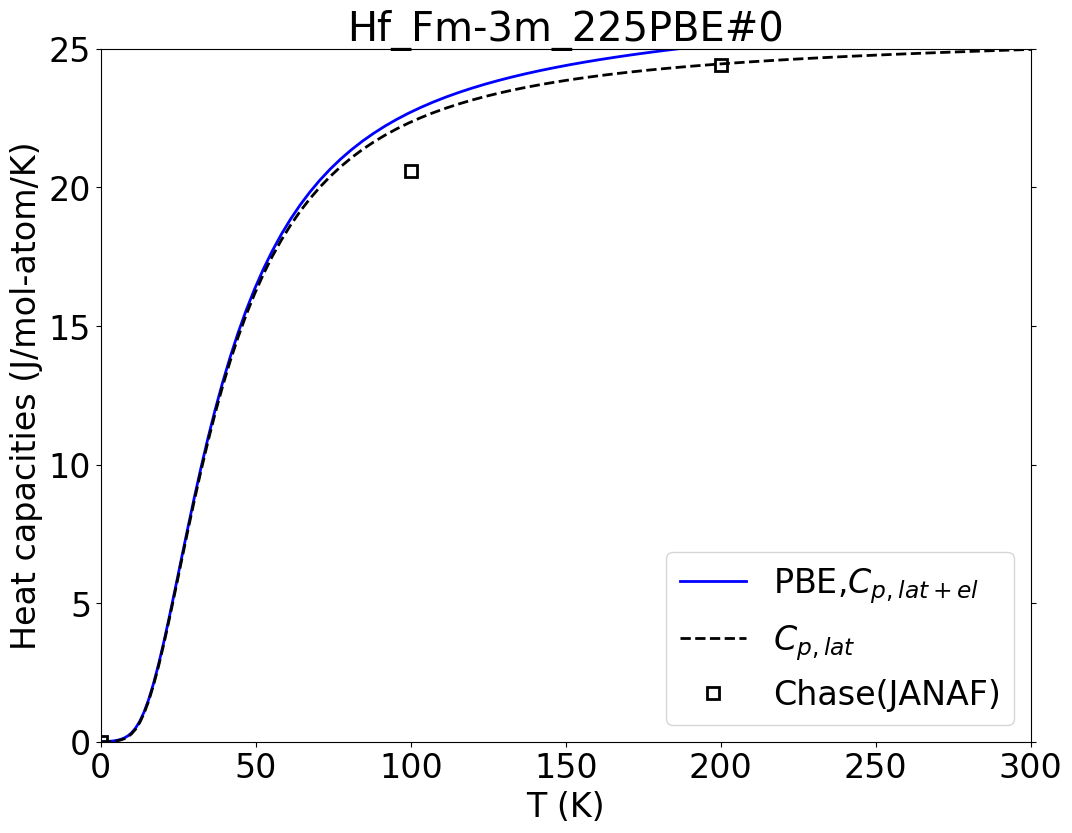 Hf_Fm-3m_225PBE#0
Heat capacities (J/mol-atom/K)
25
20
15
10
5
0
0 50 100 150 200 250 300
T (K)
PBE,C_{p, lat+el}
C_{p, lat}
Chase(JANAF)